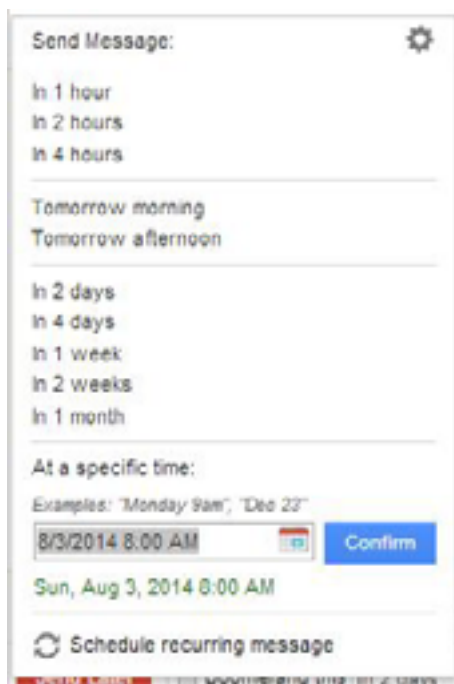 Send Message:
In 1 hour
In 2 hours
In 4 hours
Tomorrow morning
Tomorrow afternoon
In 2 days
In 4 days
In 1 week
In 2 weeks
In 1 month
At a specific time:
Examples: "Monday 9am", "Dec 23"
8/3/2014 8:00 AM
Confirm
Sun, Aug 3, 2014 8:00 AM
Schedule recurring message